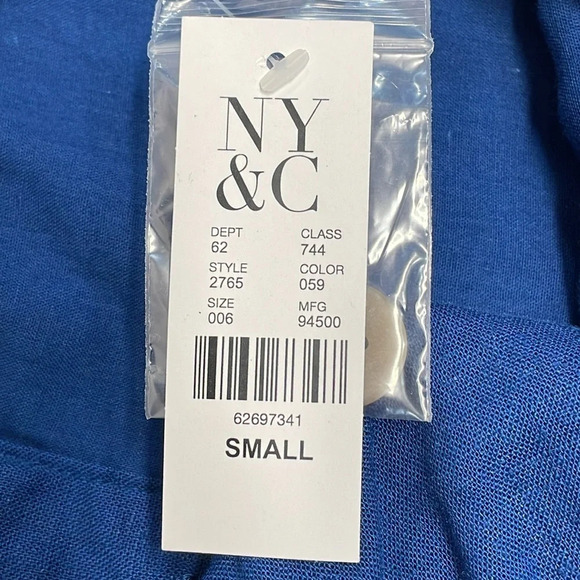 NY
&C
DEPT CLASS
62 744
STYLE COLOR
2765 059
SIZE MFG
006 94500
62697341
SMALL